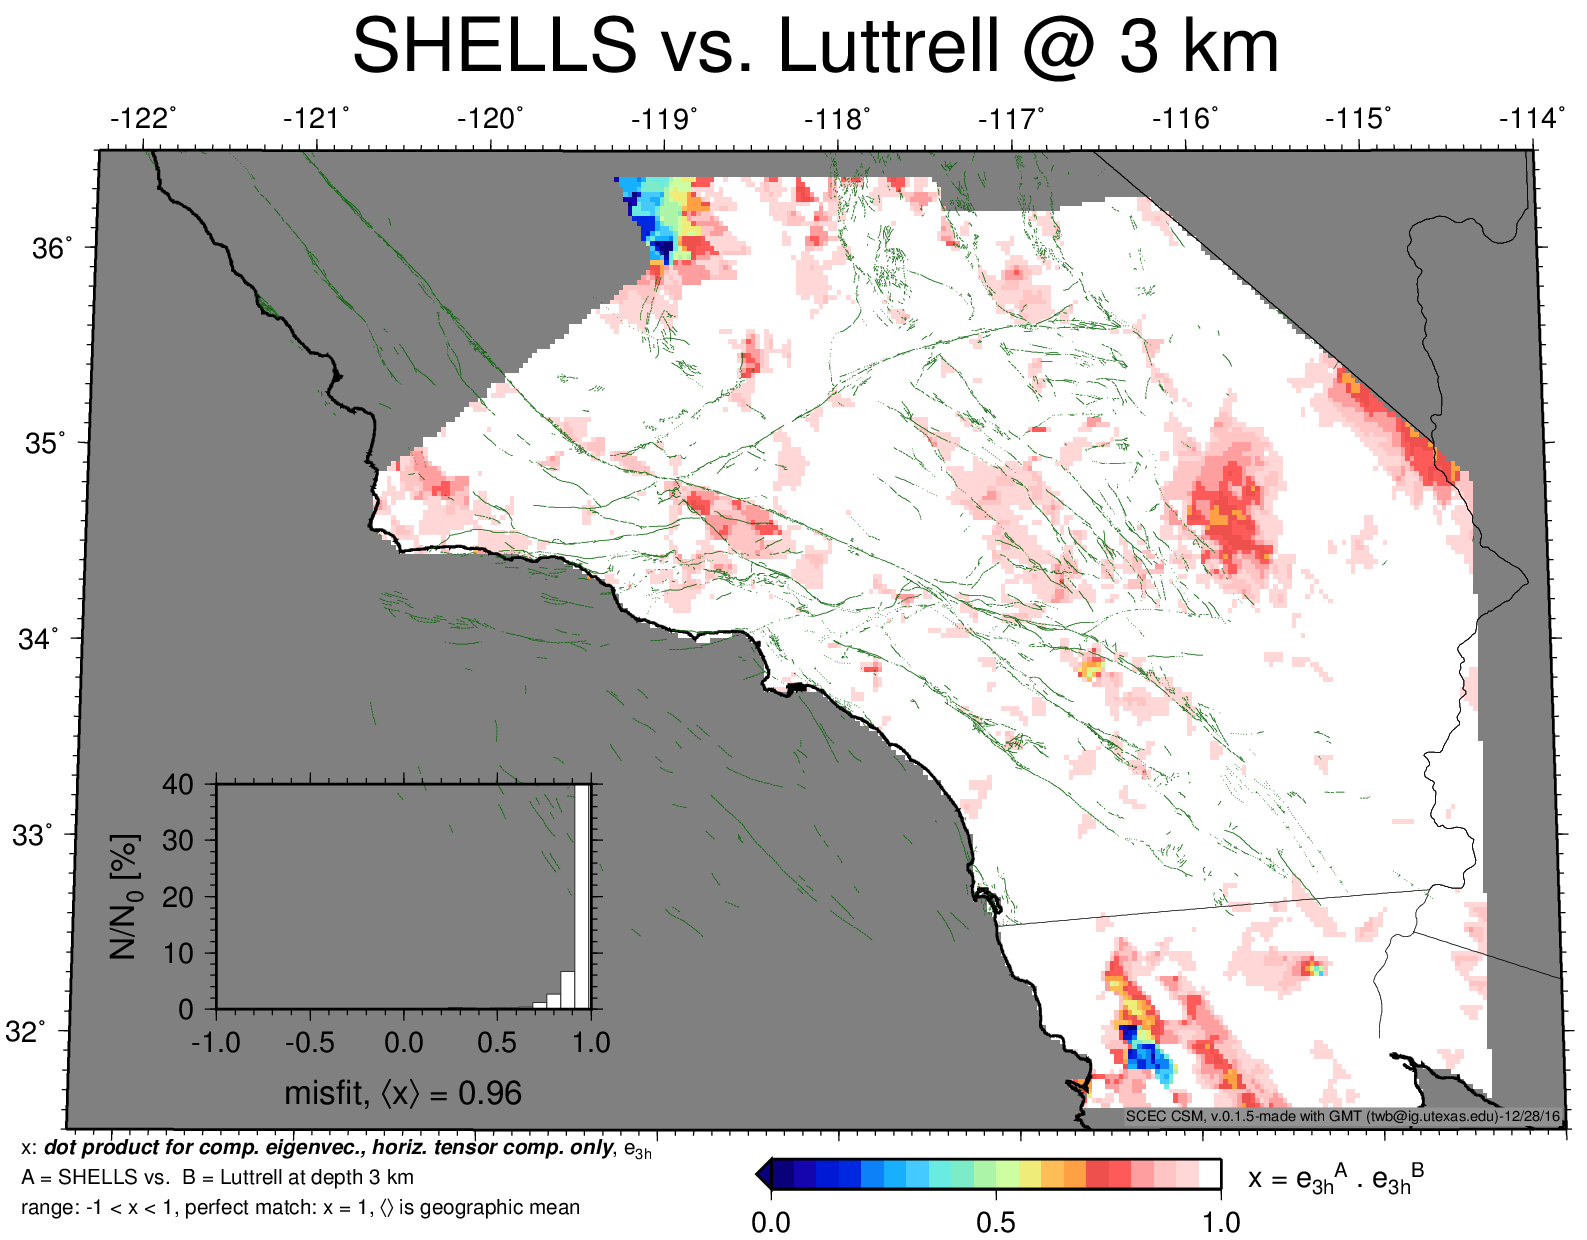 SHELLS vs. Luttrell @ 3 km
-122° -121° -120° -119° -118° -117° -116° -115° -114°
36°
35°
34°
33°
32°
40
30
20
10
0
N/N0 [%]
-1.0 -0.5 0.0 0.5 1.0
misfit, ⟨x⟩ = 0.96
SCEC CSM, v.0.1.5-made with GMT (twb@ig.utexas.edu)-12/28/16
x: dot product for comp. eigenvec., horiz. tensor comp. only, e3h
A = SHELLS vs. B = Luttrell at depth 3 km
range: -1 < x < 1, perfect match: x = 1, ⟨⟩ is geographic mean
x = e3hA . e3hB
0.0 0.5 1.0